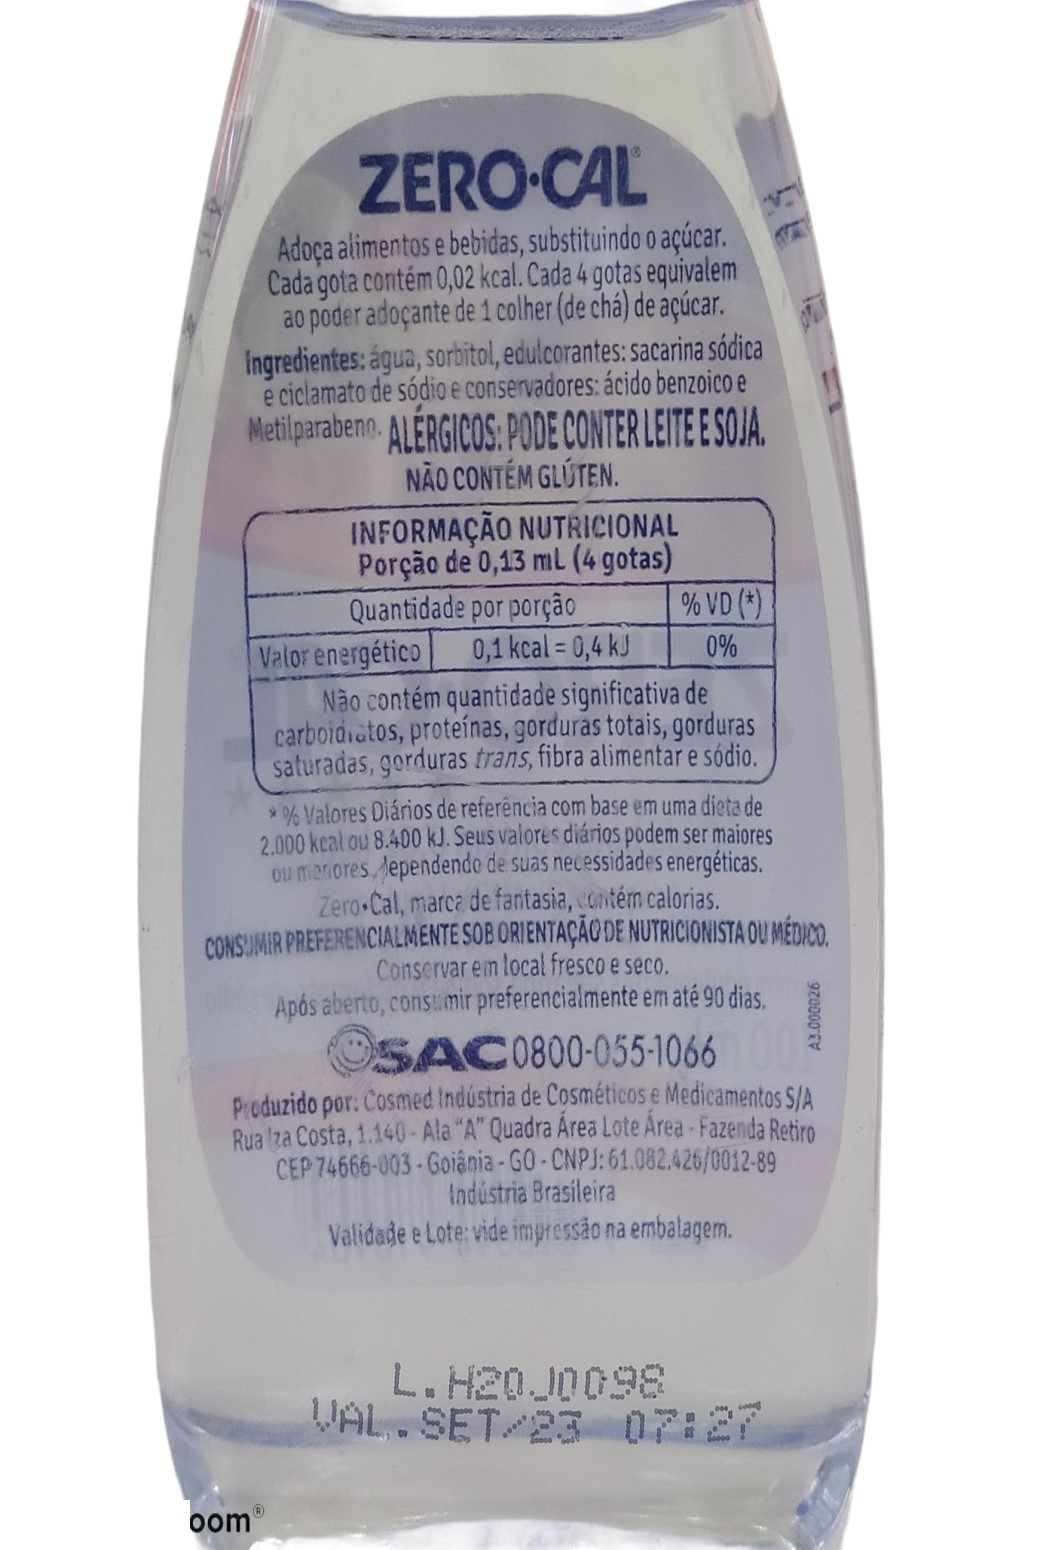 ZERO•CAL®
Adoça alimentos e bebidas, substituindo o açúcar.
Cada gota contém 0,02 kcal. Cada 4 gotas equivalem
ao poder adoçante de 1 colher (de chá) de açúcar.
Ingredientes: água, sorbitol, edulcorantes: sacarina sódica
e ciclamato de sódio e conservadores: ácido benzoico e
Metilparabeno. ALÉRGICOS: PODE CONTER LEITE E SOJA.
NÃO CONTÉM GLÚTEN.
INFORMAÇÃO NUTRICIONAL
Porção de 0,13 mL (4 gotas)
Quantidade por porção % VD (*)
Valor energético 0,1 kcal = 0,4 kJ 0%
Não contém quantidade significativa de
carboidratos, proteínas, gorduras totais, gorduras
saturadas, gorduras trans, fibra alimentar e sódio.
* % Valores Diários de referência com base em uma dieta de
2.000 kcal ou 8.400 kJ. Seus valores diários podem ser maiores
ou menores, dependendo de suas necessidades energéticas.
Zero•Cal, marca de fantasia, contém calorias.
CONSUMIR PREFERENCIALMENTE SOB ORIENTAÇÃO DE NUTRICIONISTA OU MÉDICO.
Conservar em local fresco e seco.
Após aberto, consumir preferencialmente em até 90 dias.
A3.000026
SAC 0800-055-1066
Produzido por: Cosmed Indústria de Cosméticos e Medicamentos S/A
Rua Iza Costa, 1.140 - Ala "A" Quadra Área Lote Área - Fazenda Retiro
CEP 74666-003 - Goiânia - GO - CNPJ: 61.082.426/0012-89
Indústria Brasileira
Validade e Lote: vide impressão na embalagem.
L.H20J0098
VAL.SET/23 07:27
oom®